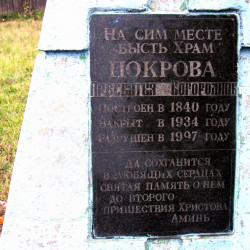 На сим месте
бысть Храм
ПОКРОВА
ПРЕСВЯТЫЯ БОГОРОДИЦЫ
Построен в 1840 году
Закрыт в 1934 году
Разрушен в 1997 году
Да сохранится
в любящих сердцах
святая память о нем
до второго
пришествия Христова
Аминь